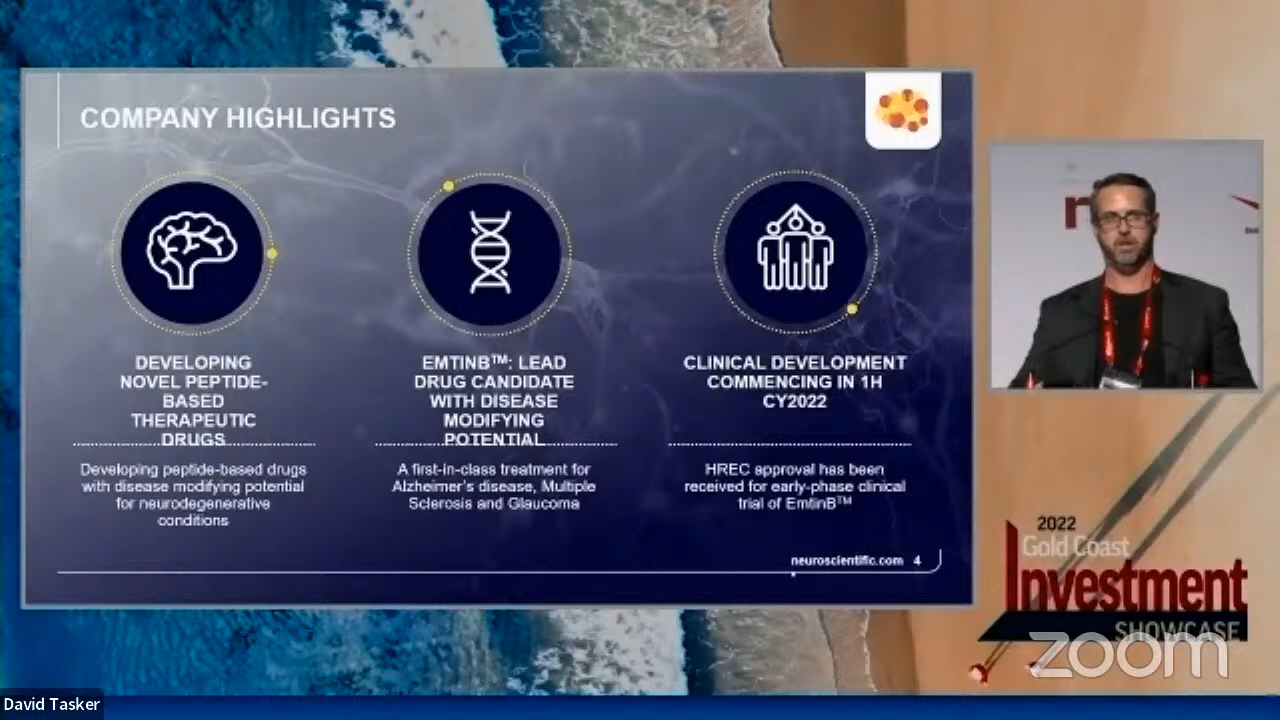 COMPANY HIGHLIGHTS
DEVELOPING
NOVEL PEPTIDE-
BASED
THERAPEUTIC
DRUGS
Developing peptide-based drugs
with disease modifying potential
for neurodegenerative
conditions
EMTINB™: LEAD
DRUG CANDIDATE
WITH DISEASE
MODIFYING
POTENTIAL
A first-in-class treatment for
Alzheimer's disease, Multiple
Sclerosis and Glaucoma
CLINICAL DEVELOPMENT
COMMENCING IN 1H
CY2022
HREC approval has been
received for early-phase clinical
trial of EmtinB™
neuroscientific.com 4
2022
Gold Coast
Investment
SHOWCASE
zoom
David Tasker